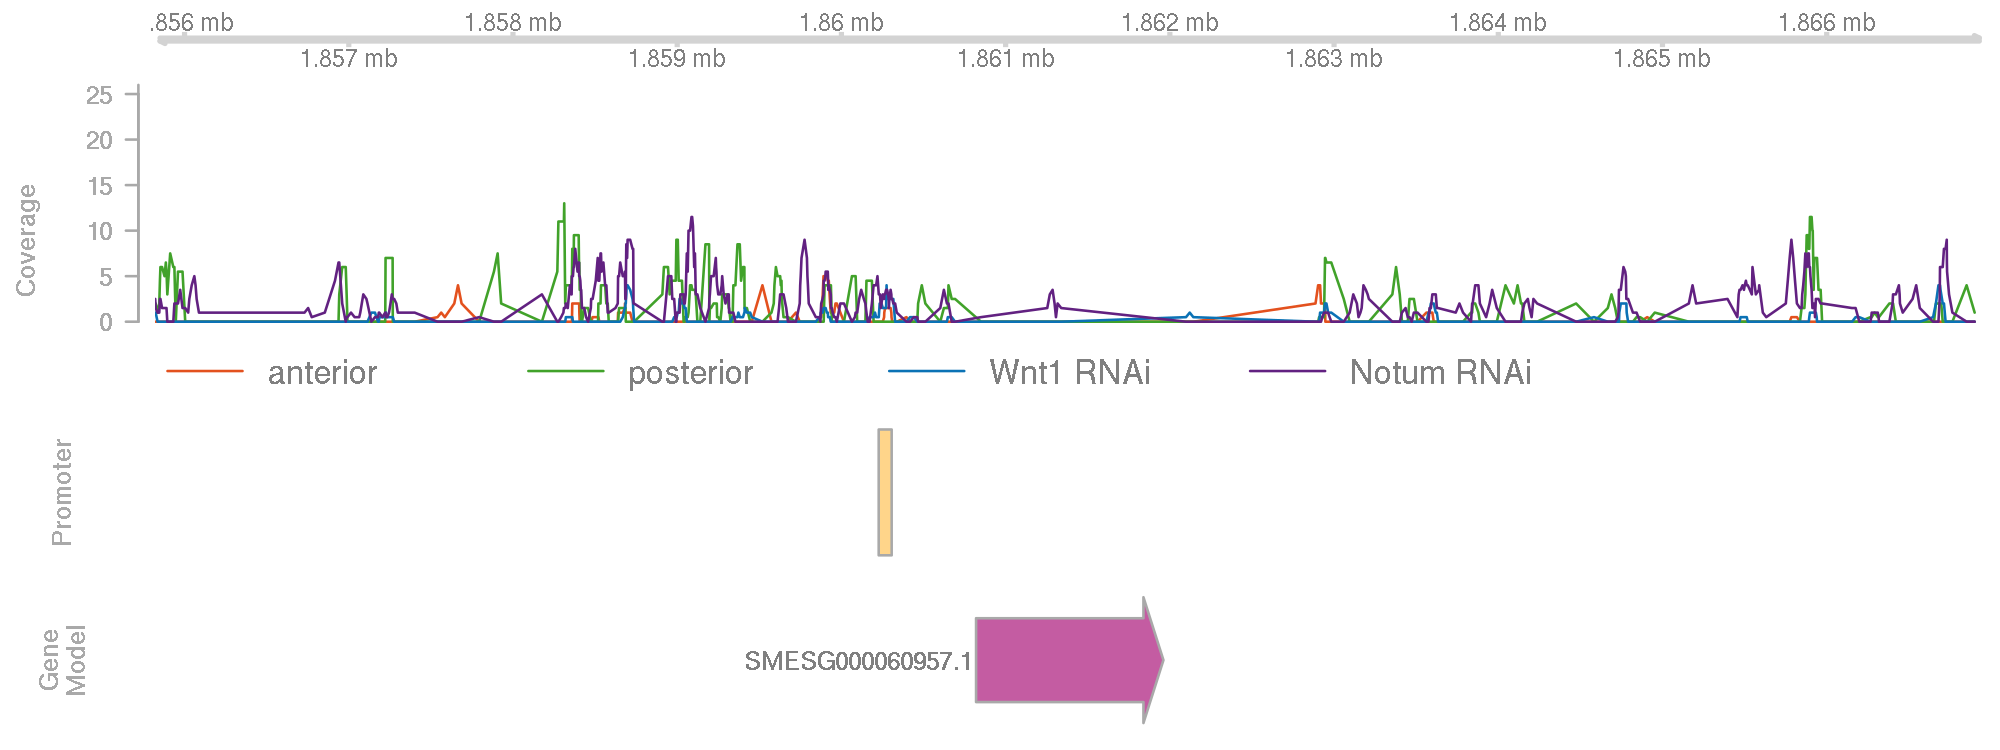 .856 mb 1.858 mb 1.86 mb 1.862 mb 1.864 mb 1.866 mb
1.857 mb 1.859 mb 1.861 mb 1.863 mb 1.865 mb
Coverage
25
20
15
10
5
0
anterior posterior Wnt1 RNAi Notum RNAi
Promoter
Gene
Model
SMESG000060957.1